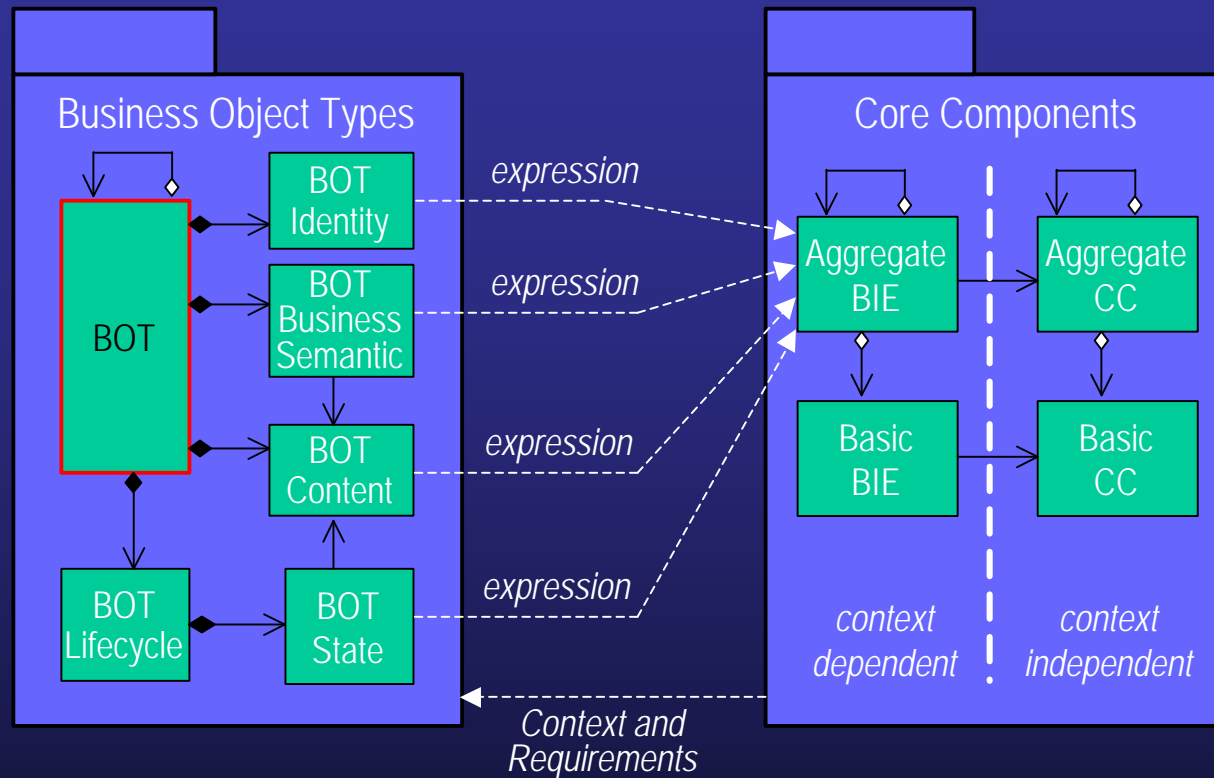 Business Object Types
BOT
BOT
Identity
BOT
Business
Semantic
BOT
Content
BOT
Lifecycle
BOT
State
expression
expression
expression
expression
Context and
Requirements
Core Components
Aggregate
BIE
Aggregate
CC
Basic
BIE
Basic
CC
context
dependent
context
independent